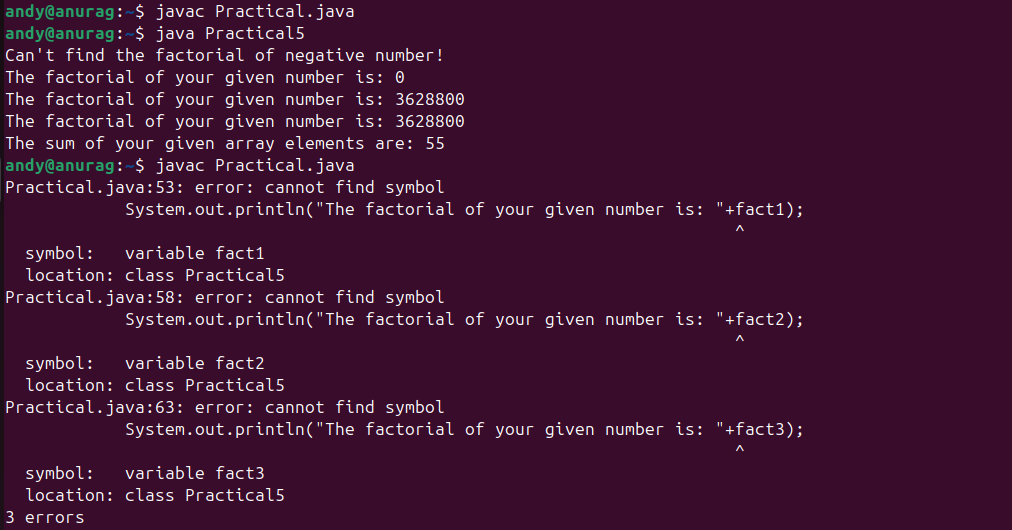 andy@anurag:~$ javac Practical.java
andy@anurag:~$ java Practical5
Can't find the factorial of negative number!
The factorial of your given number is: 0
The factorial of your given number is: 3628800
The factorial of your given number is: 3628800
The sum of your given array elements are: 55
andy@anurag:~$ javac Practical.java
Practical.java:53: error: cannot find symbol
            System.out.println("The factorial of your given number is: "+fact1);
                                                                         ^
  symbol:   variable fact1
  location: class Practical5
Practical.java:58: error: cannot find symbol
            System.out.println("The factorial of your given number is: "+fact2);
                                                                         ^
  symbol:   variable fact2
  location: class Practical5
Practical.java:63: error: cannot find symbol
            System.out.println("The factorial of your given number is: "+fact3);
                                                                         ^
  symbol:   variable fact3
  location: class Practical5
3 errors